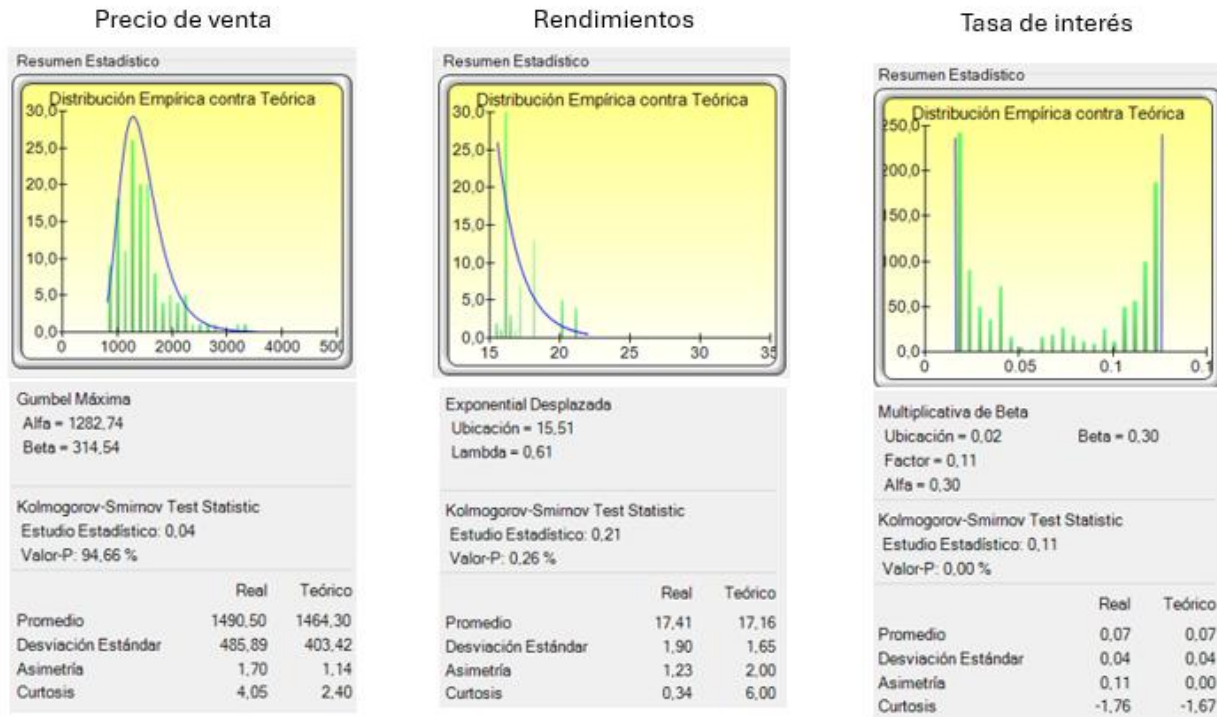 Precio de venta
Resumen Estadístico
Distribución Empírica contra Teórica
30,0
25,0
20,0
15,0
10,0
5,0
0,0
0 1000 2000 3000 4000 500
Gumbel Máxima
Alfa = 1282,74
Beta = 314,54
Kolmogorov-Smirnov Test Statistic
Estudio Estadístico: 0,04
Valor-P: 94,66 %
Real Teórico
Promedio 1490,50 1464,30
Desviación Estándar 485,89 403,42
Asimetría 1,70 1,14
Curtosis 4,05 2,40
Rendimientos
Resumen Estadístico
Distribución Empírica contra Teórica
30,0
25,0
20,0
15,0
10,0
5,0
0,0
15 20 25 30 35
Exponential Desplazada
Ubicación = 15,51
Lambda = 0,61
Kolmogorov-Smirnov Test Statistic
Estudio Estadístico: 0,21
Valor-P: 0,26 %
Real Teórico
Promedio 17,41 17,16
Desviación Estándar 1,90 1,65
Asimetría 1,23 2,00
Curtosis 0,34 6,00
Tasa de interés
Resumen Estadístico
Distribución Empírica contra Teórica
250,0
200,0
150,0
100,0
50,0
0,0
0 0.05 0.1 0.1
Multiplicativa de Beta
Ubicación = 0,02 Beta = 0,30
Factor = 0,11
Alfa = 0,30
Kolmogorov-Smirnov Test Statistic
Estudio Estadístico: 0,11
Valor-P: 0,00 %
Real Teórico
Promedio 0,07 0,07
Desviación Estándar 0,04 0,04
Asimetría 0,11 0,00
Curtosis -1,76 -1,67